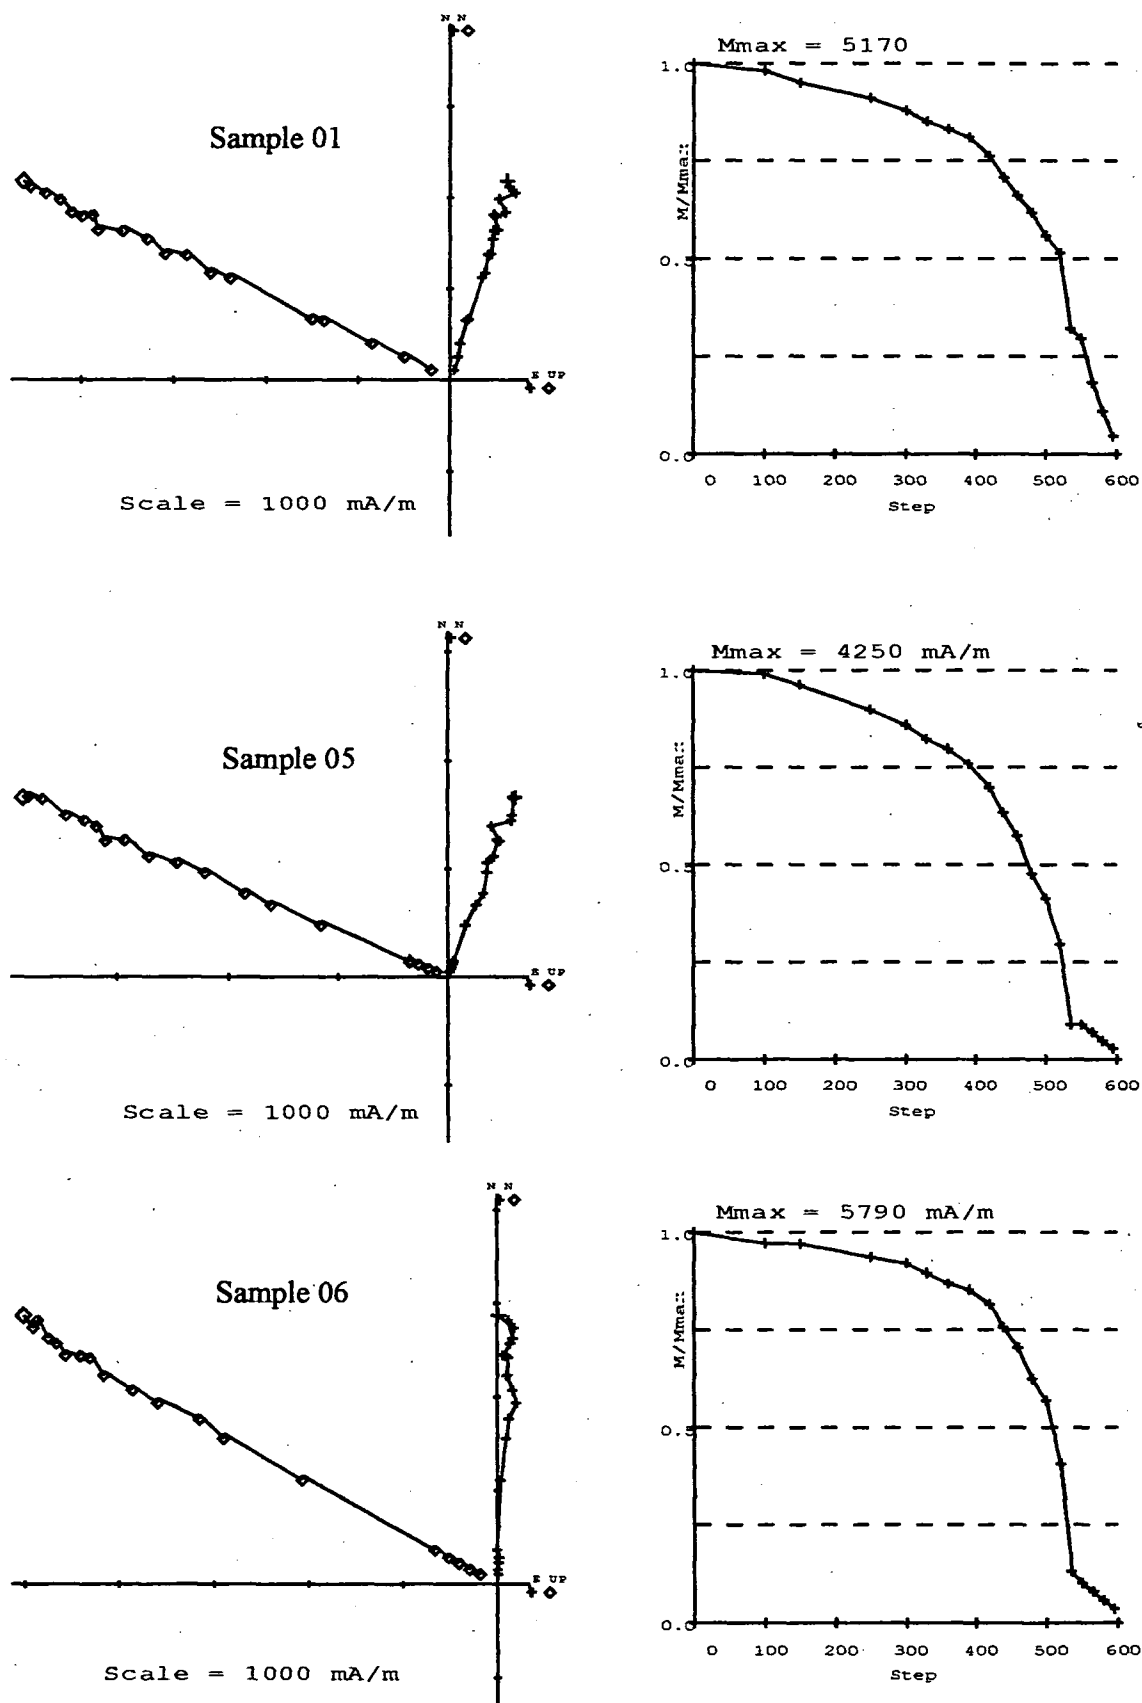 N N
Sample 01
E UP
Scale = 1000 mA/m
Mmax = 5170
1.0
M/Mmax
0.5
0.0
0 100 200 300 400 500 600
Step
N N
Sample 05
E UP
Scale = 1000 mA/m
Mmax = 4250 mA/m
1.0
M/Mmax
0.5
0.0
0 100 200 300 400 500 600
Step
N N
Sample 06
E UP
Scale = 1000 mA/m
Mmax = 5790 mA/m
1.0
M/Mmax
0.5
0.0
0 100 200 300 400 500 600
Step